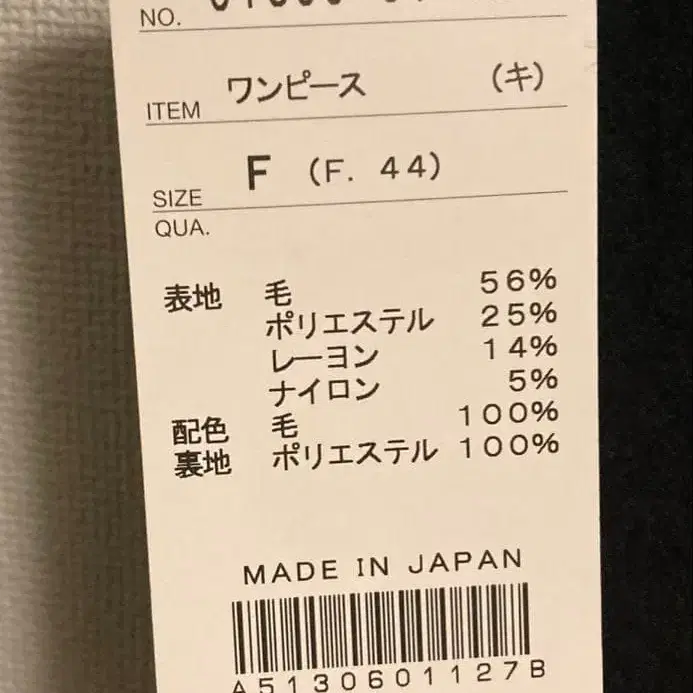 NO.
ITEM ワンピース (キ)
SIZE F (F. 44)
QUA.
表地 毛 56%
ポリエステル 25%
レーヨン 14%
ナイロン 5%
配色 毛 100%
裏地 ポリエステル 100%
MADE IN JAPAN
A5130601127B